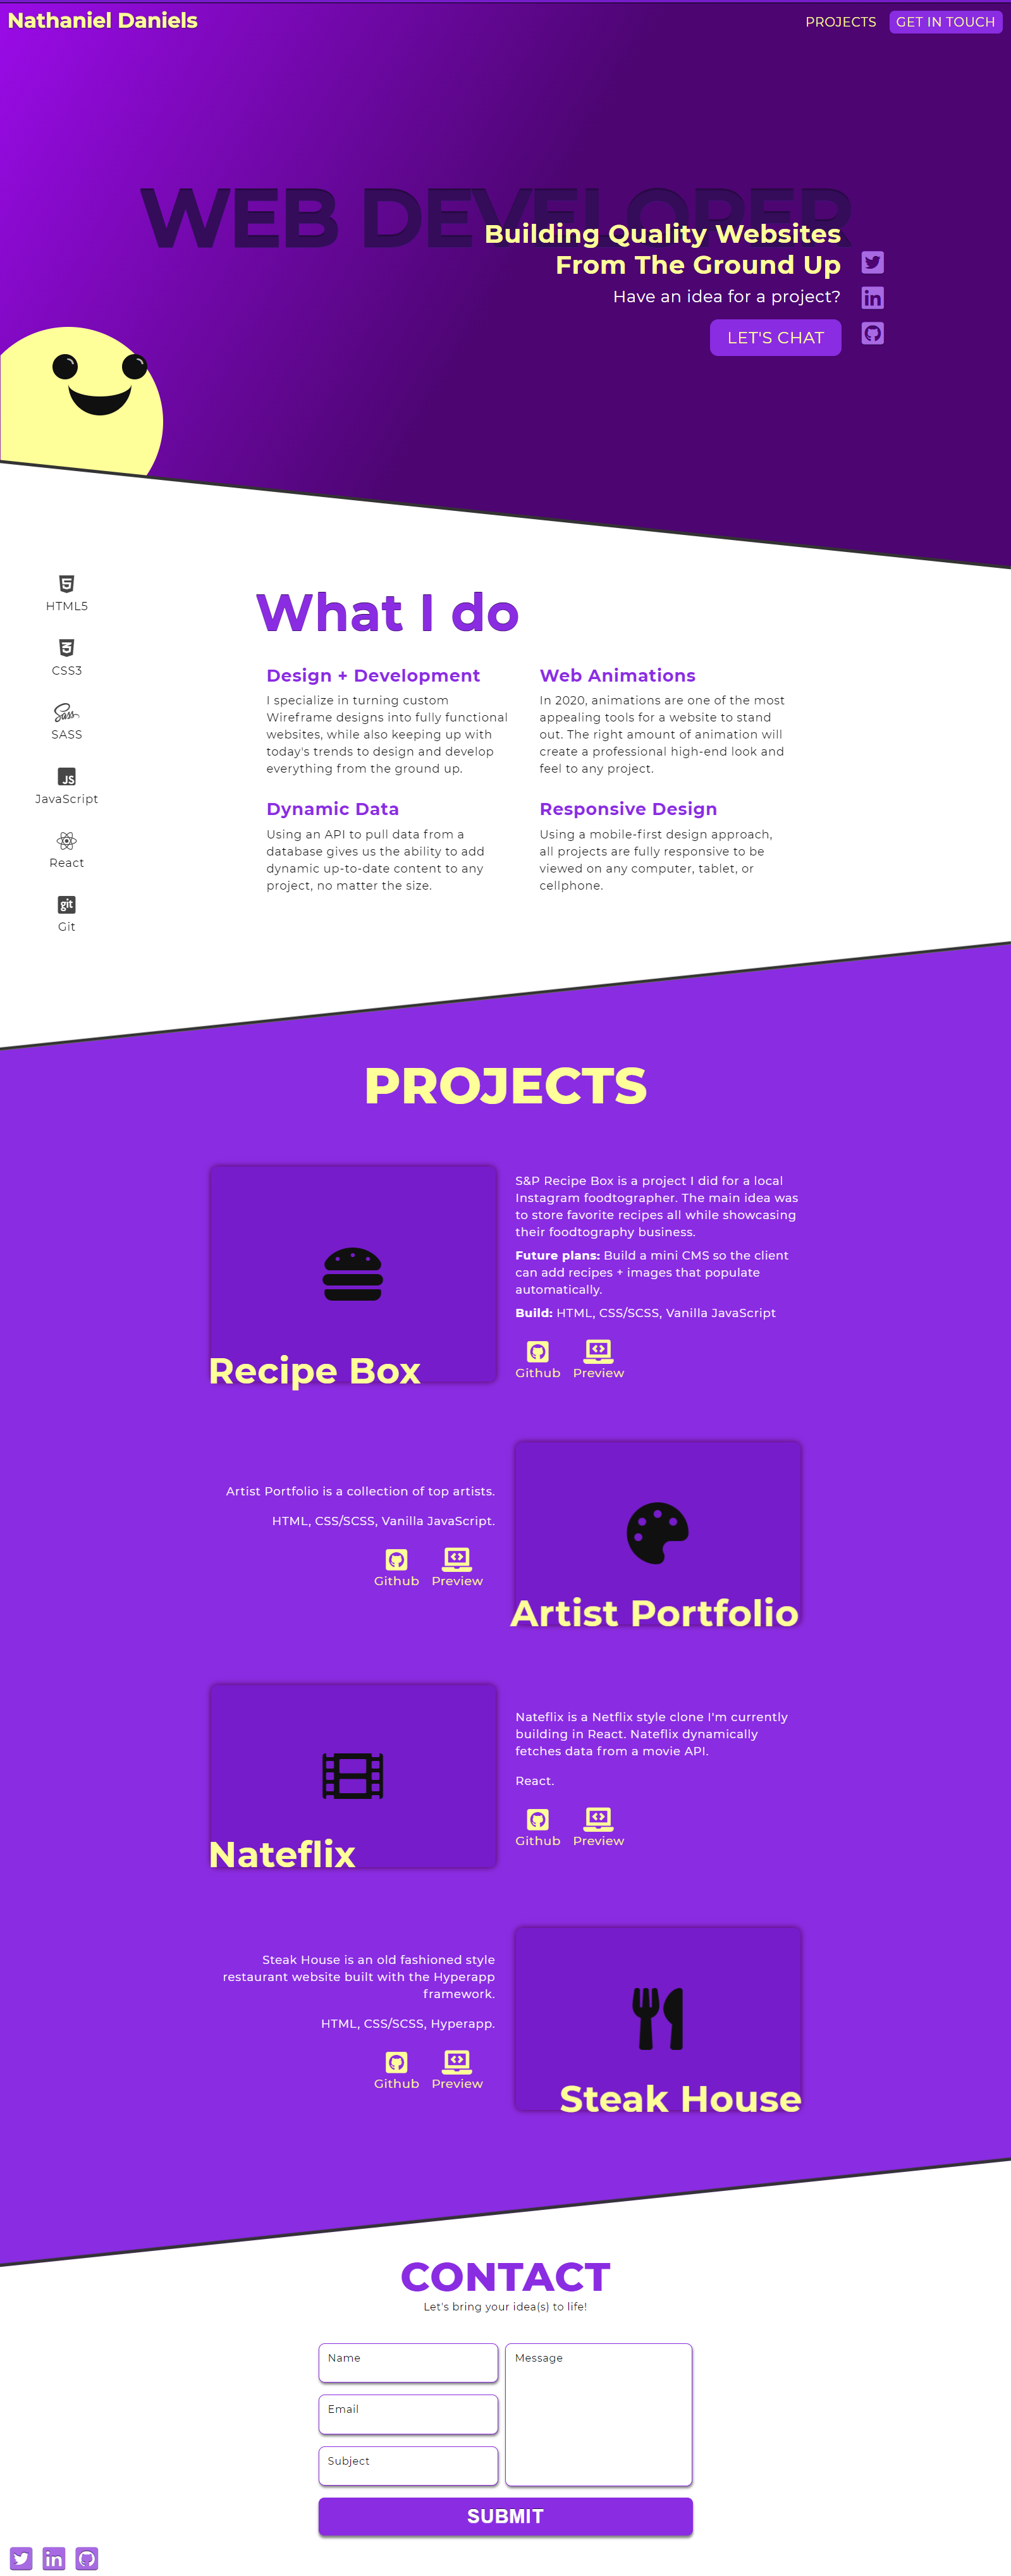 Nathaniel Daniels
PROJECTS
GET IN TOUCH
WEB DEVELOPER
Building Quality Websites
From The Ground Up
Have an idea for a project?
LET'S CHAT
HTML5
CSS3
Sass
SASS
JS
JavaScript
React
git
Git
What I do
Design + Development
I specialize in turning custom
Wireframe designs into fully functional
websites, while also keeping up with
today's trends to design and develop
everything from the ground up.
Web Animations
In 2020, animations are one of the most
appealing tools for a website to stand
out. The right amount of animation will
create a professional high-end look and
feel to any project.
Dynamic Data
Using an API to pull data from a
database gives us the ability to add
dynamic up-to-date content to any
project, no matter the size.
Responsive Design
Using a mobile-first design approach,
all projects are fully responsive to be
viewed on any computer, tablet, or
cellphone.
PROJECTS
Recipe Box
S&P Recipe Box is a project I did for a local
Instagram foodtographer. The main idea was
to store favorite recipes all while showcasing
their foodtography business.
Future plans: Build a mini CMS so the client
can add recipes + images that populate
automatically.
Build: HTML, CSS/SCSS, Vanilla JavaScript
Github
Preview
Artist Portfolio is a collection of top artists.
HTML, CSS/SCSS, Vanilla JavaScript.
Github
Preview
Artist Portfolio
Nateflix
Nateflix is a Netflix style clone I'm currently
building in React. Nateflix dynamically
fetches data from a movie API.
React.
Github
Preview
Steak House is an old fashioned style
restaurant website built with the Hyperapp
framework.
HTML, CSS/SCSS, Hyperapp.
Github
Preview
Steak House
CONTACT
Let's bring your idea(s) to life!
Name
Email
Subject
Message
SUBMIT